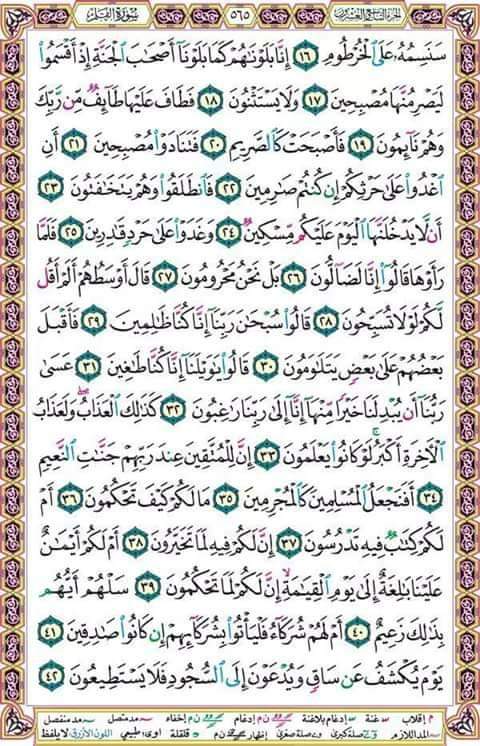 الجزء التاسع والعشرون ٥٦٥ سورة القلم
سَنَسِمُهُۥ عَلَى ٱلْخُرْطُومِ ١٦ إِنَّا بَلَوْنَٰهُمْ كَمَا بَلَوْنَآ أَصْحَٰبَ ٱلْجَنَّةِ إِذْ أَقْسَمُوا۟
لَيَصْرِمُنَّهَا مُصْبِحِينَ ١٧ وَلَا يَسْتَثْنُونَ ١٨ فَطَافَ عَلَيْهَا طَآئِفٌ مِّن رَّبِّكَ
وَهُمْ نَآئِمُونَ ١٩ فَأَصْبَحَتْ كَٱلصَّرِيمِ ٢٠ فَتَنَادَوْا۟ مُصْبِحِينَ ٢١ أَنِ
ٱغْدُوا۟ عَلَىٰ حَرْثِكُمْ إِن كُنتُمْ صَٰرِمِينَ ٢٢ فَٱنطَلَقُوا۟ وَهُمْ يَتَخَٰفَتُونَ ٢٣
أَن لَّا يَدْخُلَنَّهَا ٱلْيَوْمَ عَلَيْكُم مِّسْكِينٌ ٢٤ وَغَدَوْا۟ عَلَىٰ حَرْدٍ قَٰدِرِينَ ٢٥ فَلَمَّا
رَأَوْهَا قَالُوٓا۟ إِنَّا لَضَآلُّونَ ٢٦ بَلْ نَحْنُ مَحْرُومُونَ ٢٧ قَالَ أَوْسَطُهُمْ أَلَمْ أَقُل
لَّكُمْ لَوْلَا تُسَبِّحُونَ ٢٨ قَالُوا۟ سُبْحَٰنَ رَبِّنَآ إِنَّا كُنَّا ظَٰلِمِينَ ٢٩ فَأَقْبَلَ
بَعْضُهُمْ عَلَىٰ بَعْضٍ يَتَلَٰوَمُونَ ٣٠ قَالُوا۟ يَٰوَيْلَنَآ إِنَّا كُنَّا طَٰغِينَ ٣١ عَسَىٰ
رَبُّنَآ أَن يُبْدِلَنَا خَيْرًا مِّنْهَآ إِنَّآ إِلَىٰ رَبِّنَا رَٰغِبُونَ ٣٢ كَذَٰلِكَ ٱلْعَذَابُ ۖ وَلَعَذَابُ
ٱلْءَاخِرَةِ أَكْبَرُ ۚ لَوْ كَانُوا۟ يَعْلَمُونَ ٣٣ إِنَّ لِلْمُتَّقِينَ عِندَ رَبِّهِمْ جَنَّٰتِ ٱلنَّعِيمِ
٣٤ أَفَنَجْعَلُ ٱلْمُسْلِمِينَ كَٱلْمُجْرِمِينَ ٣٥ مَا لَكُمْ كَيْفَ تَحْكُمُونَ ٣٦ أَمْ
لَكُمْ كِتَٰبٌ فِيهِ تَدْرُسُونَ ٣٧ إِنَّ لَكُمْ فِيهِ لَمَا تَخَيَّرُونَ ٣٨ أَمْ لَكُمْ أَيْمَٰنٌ
عَلَيْنَا بَٰلِغَةٌ إِلَىٰ يَوْمِ ٱلْقِيَٰمَةِ ۙ إِنَّ لَكُمْ لَمَا تَحْكُمُونَ ٣٩ سَلْهُمْ أَيُّهُم
بِذَٰلِكَ زَعِيمٌ ٤٠ أَمْ لَهُمْ شُرَكَآءُ فَلْيَأْتُوا۟ بِشُرَكَآئِهِمْ إِن كَانُوا۟ صَٰدِقِينَ ٤١
يَوْمَ يُكْشَفُ عَن سَاقٍ وَيُدْعَوْنَ إِلَى ٱلسُّجُودِ فَلَا يَسْتَطِيعُونَ ٤٢
م إقلاب غنة إدغام بلاغنة ن م إدغام ن م إخفاء مد متصل مد منفصل
المد اللازم صلة كبرى صلة صغرى إظهار قلقلة اوى: طبيعي اللون الأزرق: لا يلفظ